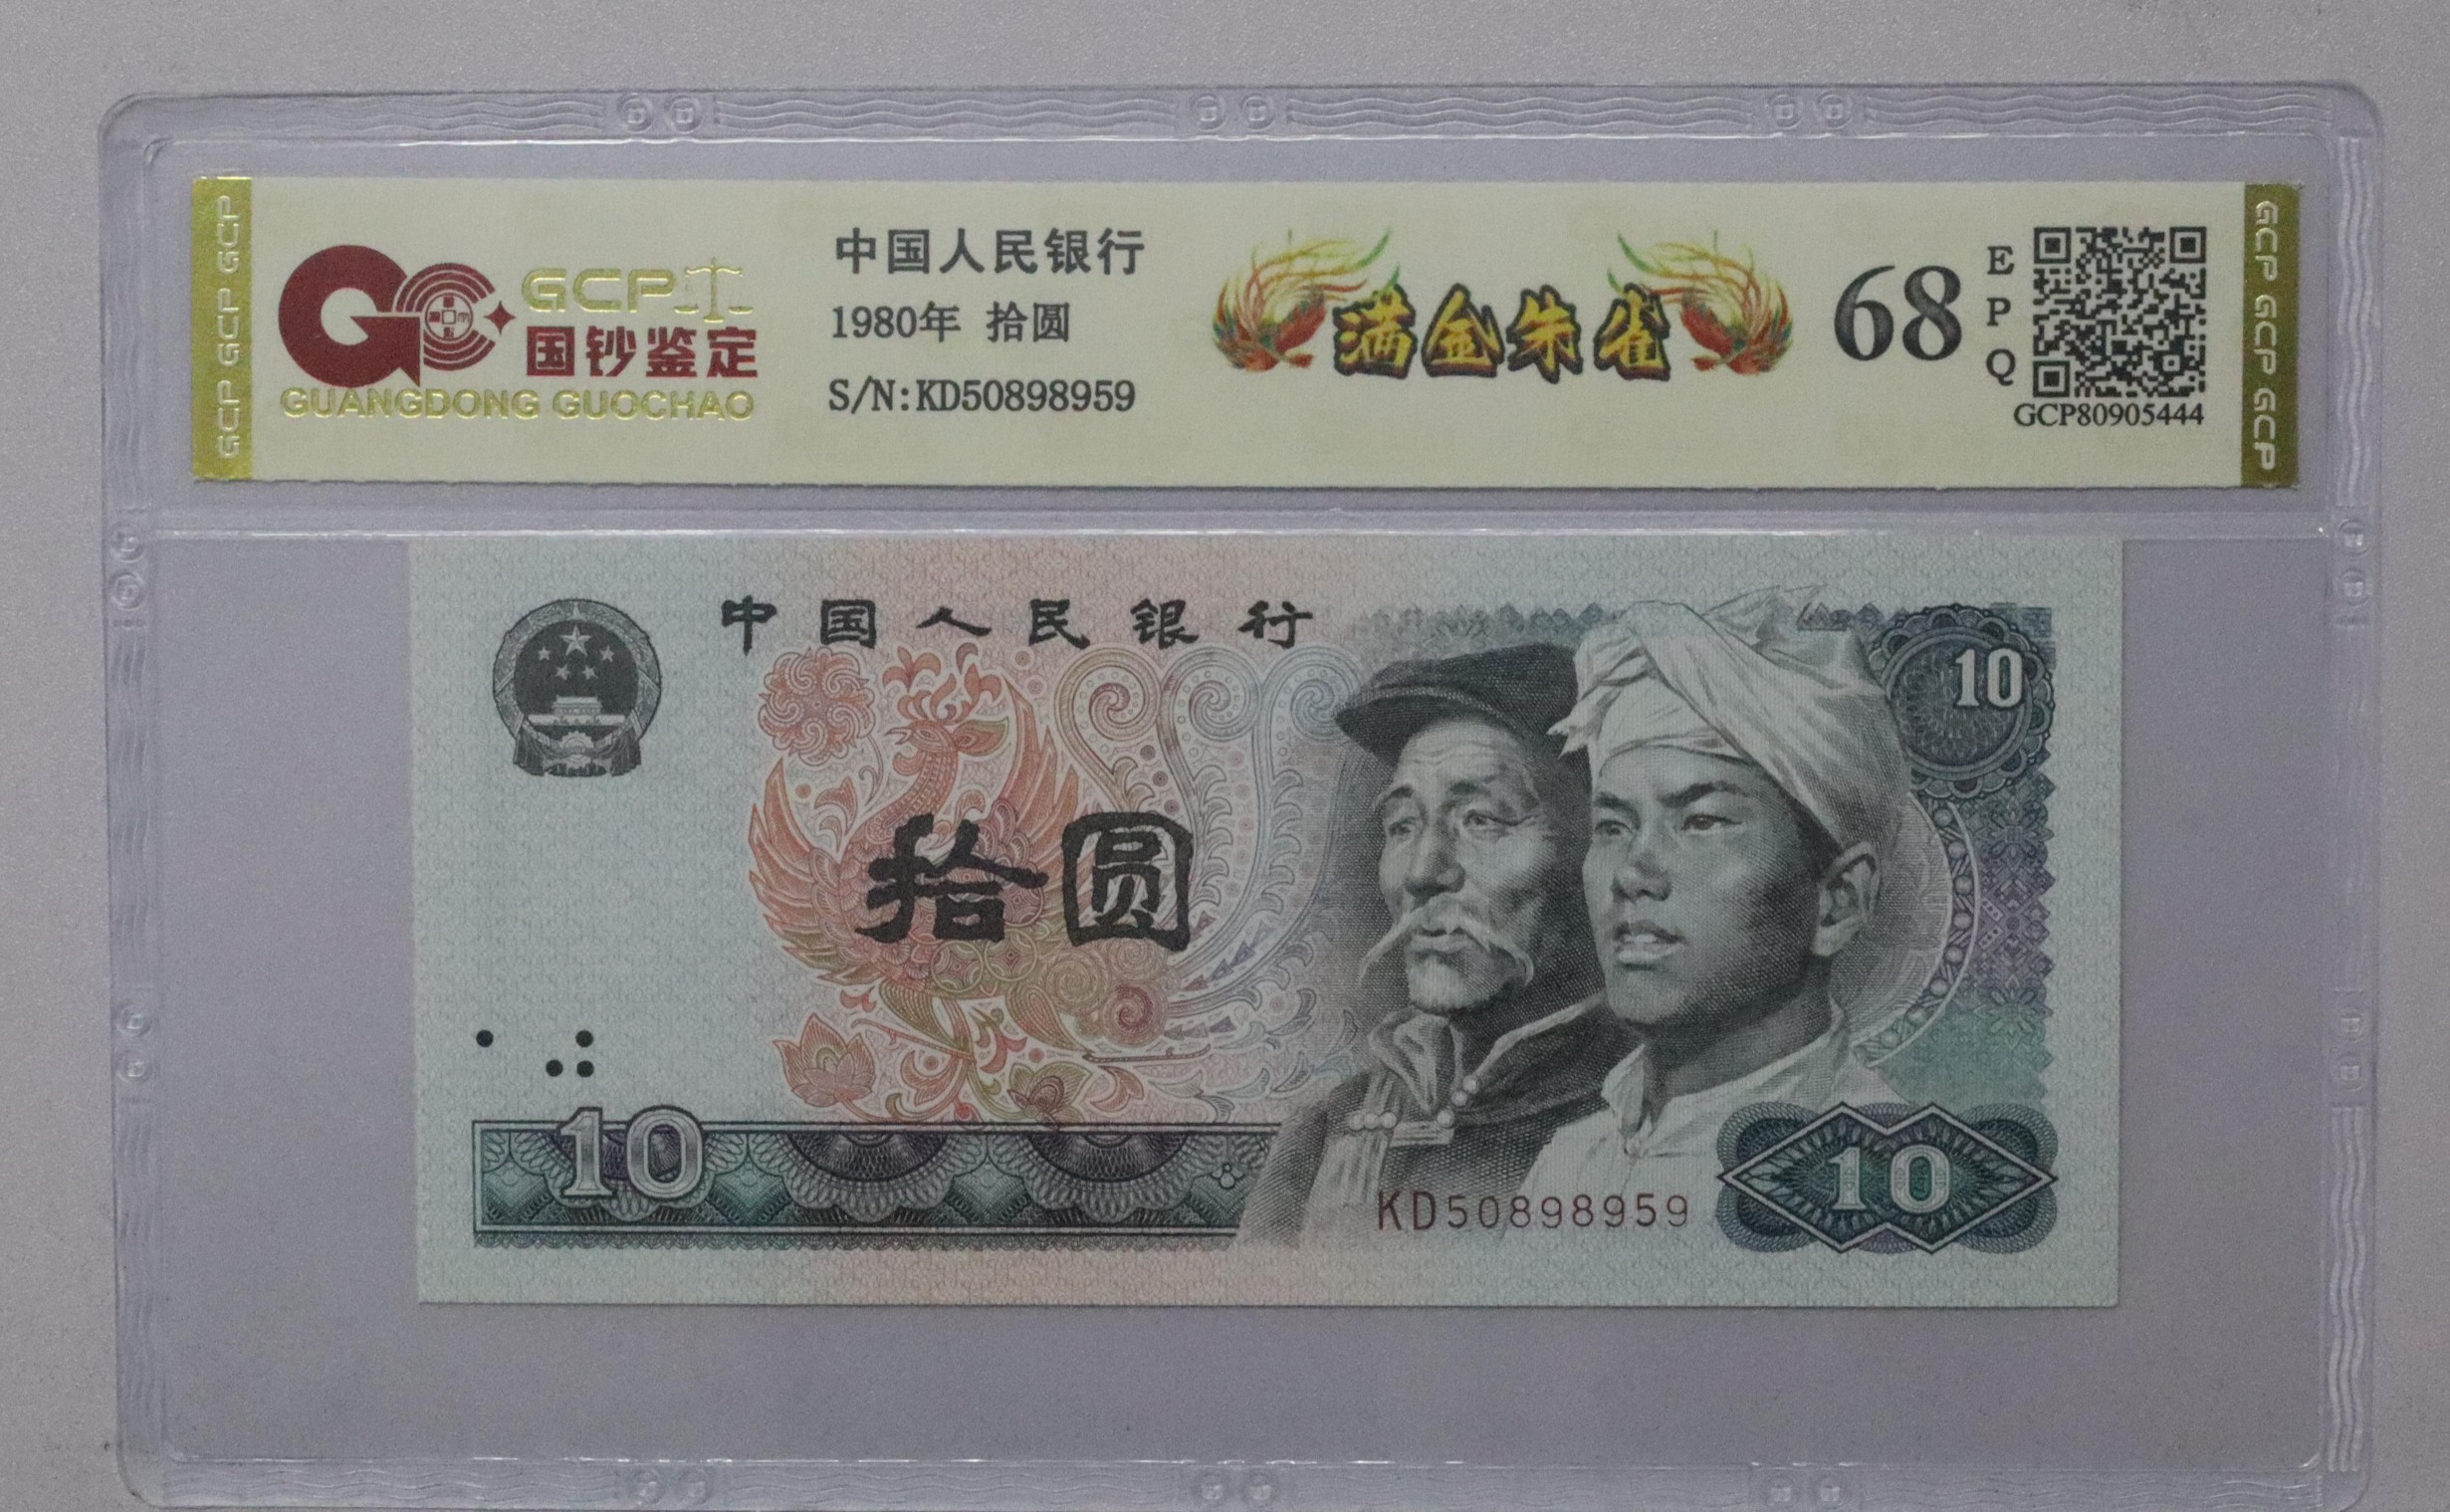 GCP GCP GCP
GCP
国钞鉴定
GUANGDONG GUOCHAO
中国人民银行
1980年 拾圆
S/N:KD50898959
满金朱雀
68
E
P
Q
GCP80905444
GCP GCP GCP
中国人民银行
10
拾圆
10
KD50898959
10